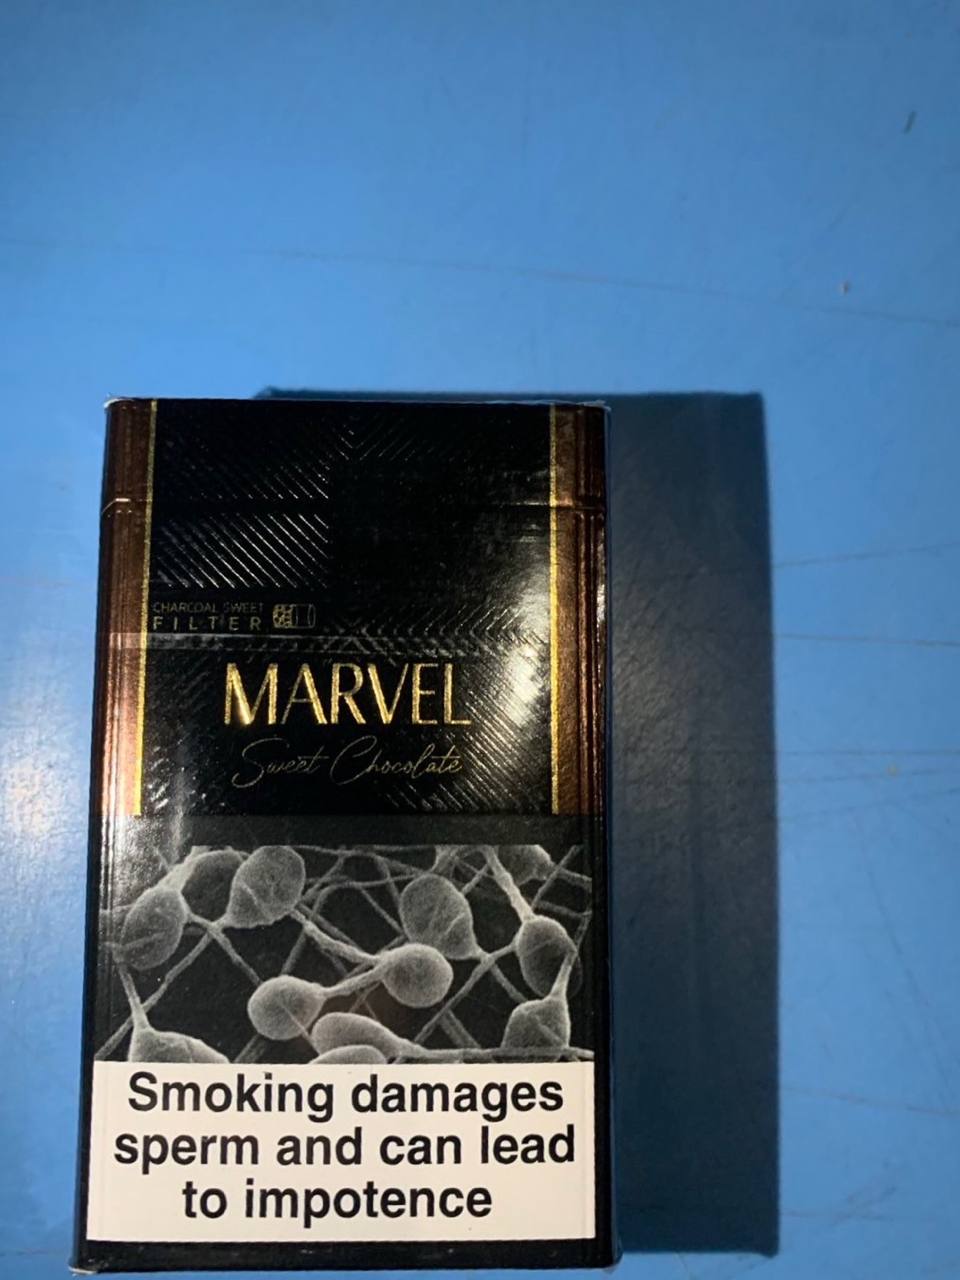 CHARCOAL SWEET
FILTER
MARVEL
Sweet Chocolate
Smoking damages
sperm and can lead
to impotence